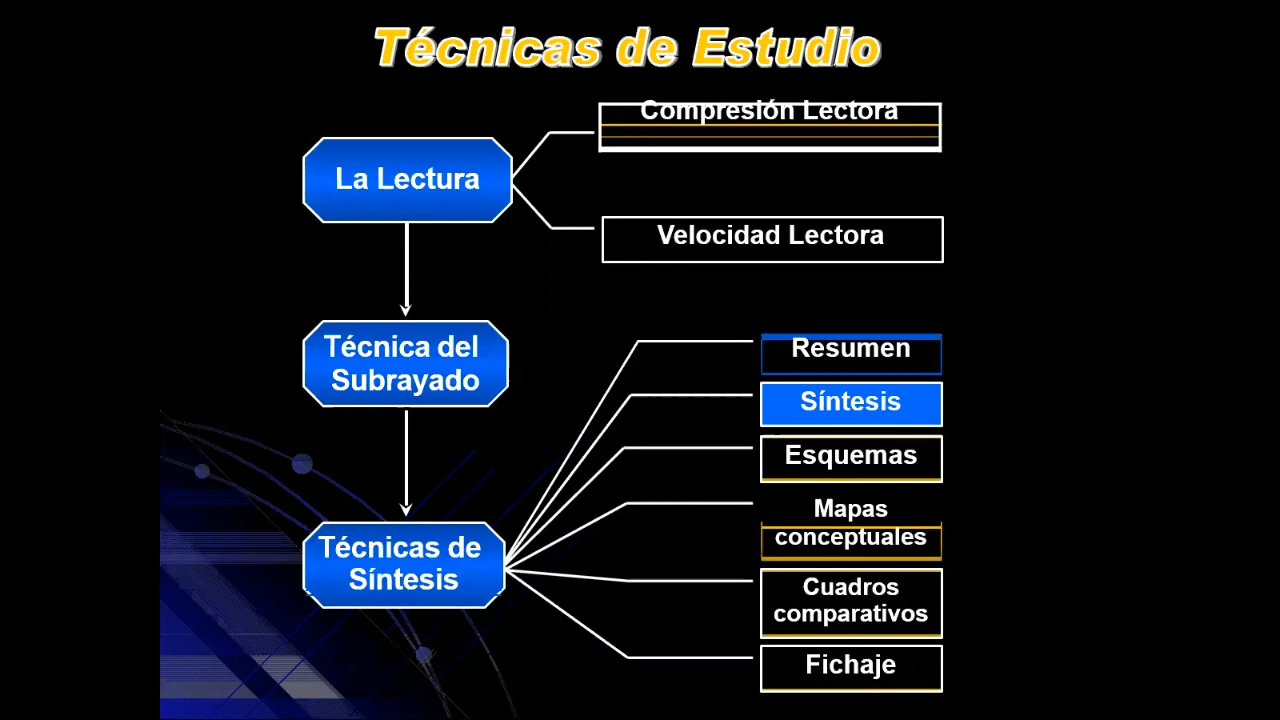 Técnicas de Estudio
Compresión Lectora
La Lectura
Velocidad Lectora
Técnica del
Subrayado
Resumen
Síntesis
Esquemas
Mapas
conceptuales
Técnicas de
Síntesis
Cuadros
comparativos
Fichaje